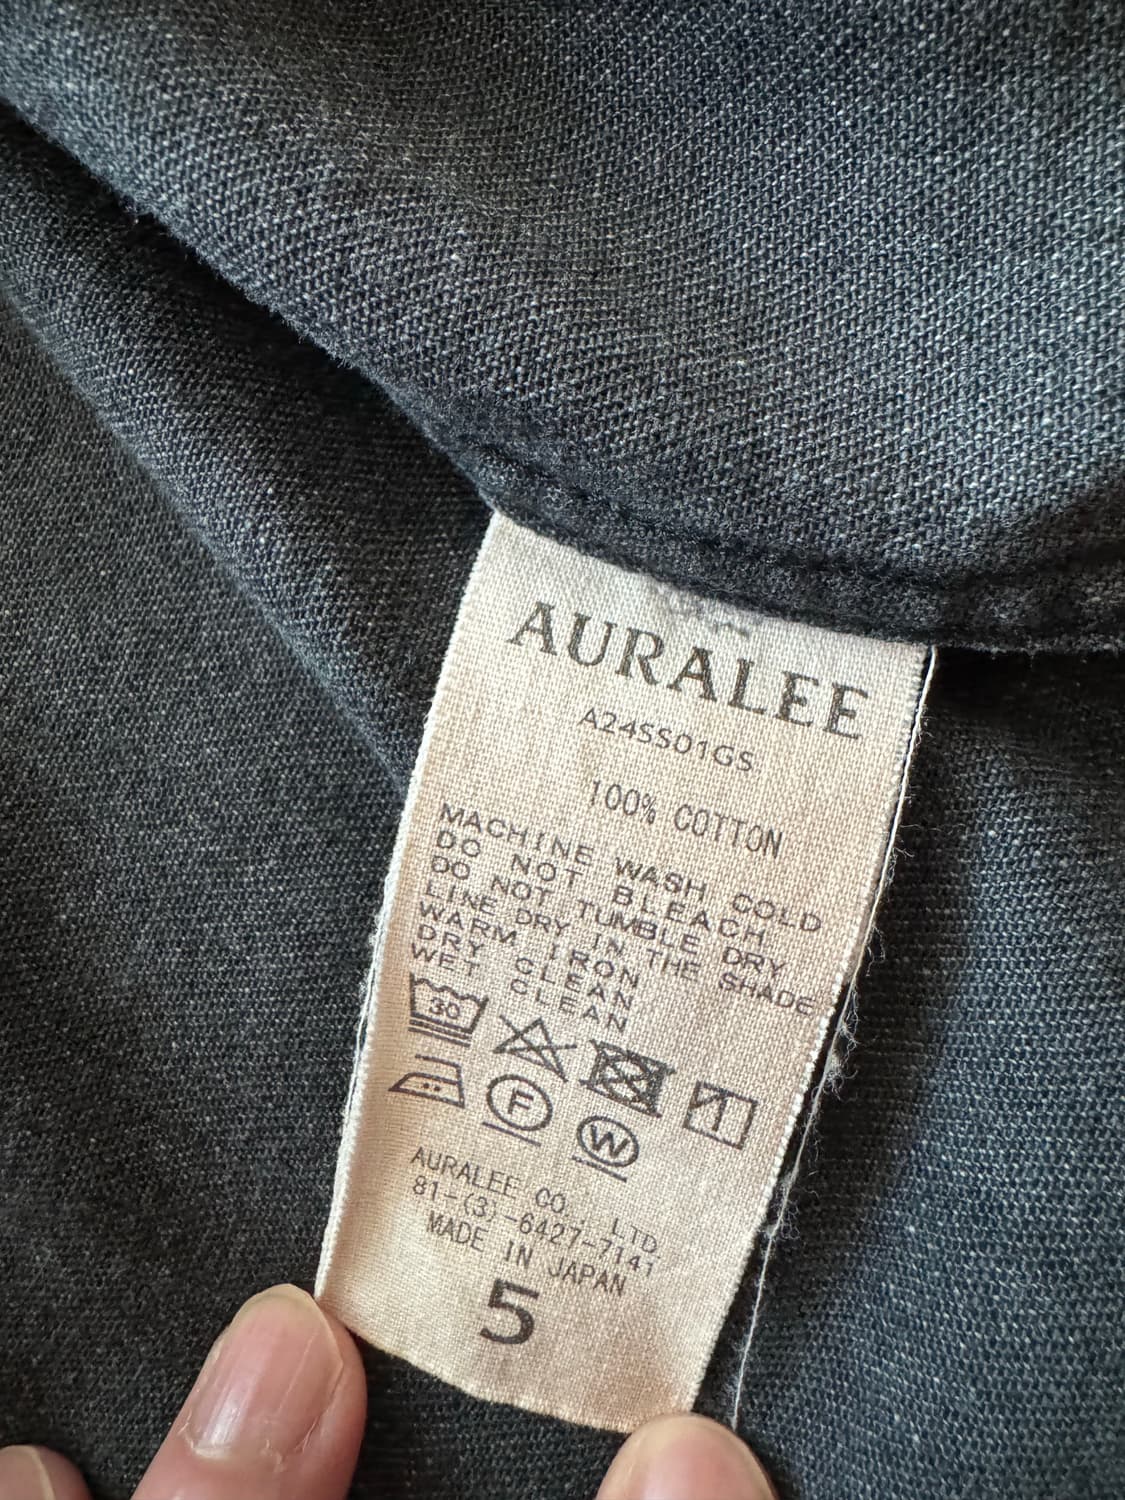 AURALEE
A24SS01GS
100% COTTON
MACHINE WASH COLD
DO NOT BLEACH
DO NOT TUMBLE DRY
LINE DRY IN THE SHADE
WARM IRON
DRY CLEAN
WET CLEAN
30
F
W
AURALEE CO., LTD.
81-(3)-6427-7141
MADE IN JAPAN
5